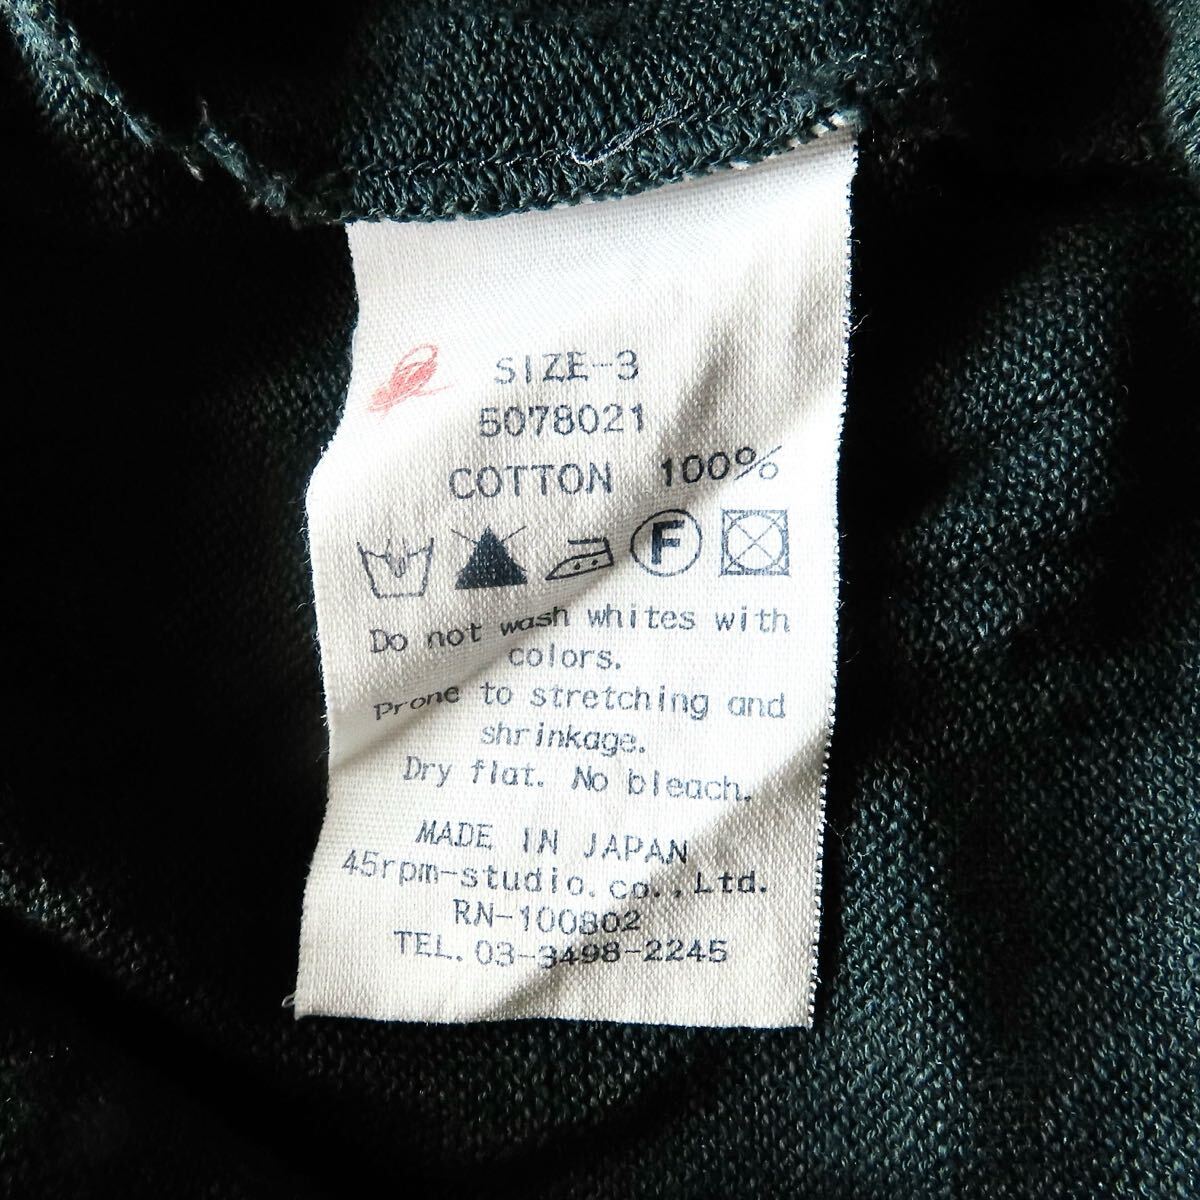 SIZE-3
5078021
COTTON 100%
F
Do not wash whites with
colors.
Prone to stretching and
shrinkage.
Dry flat. No bleach.
MADE IN JAPAN
45rpm-studio.co.,Ltd.
RN-100802
TEL.03-3498-2245